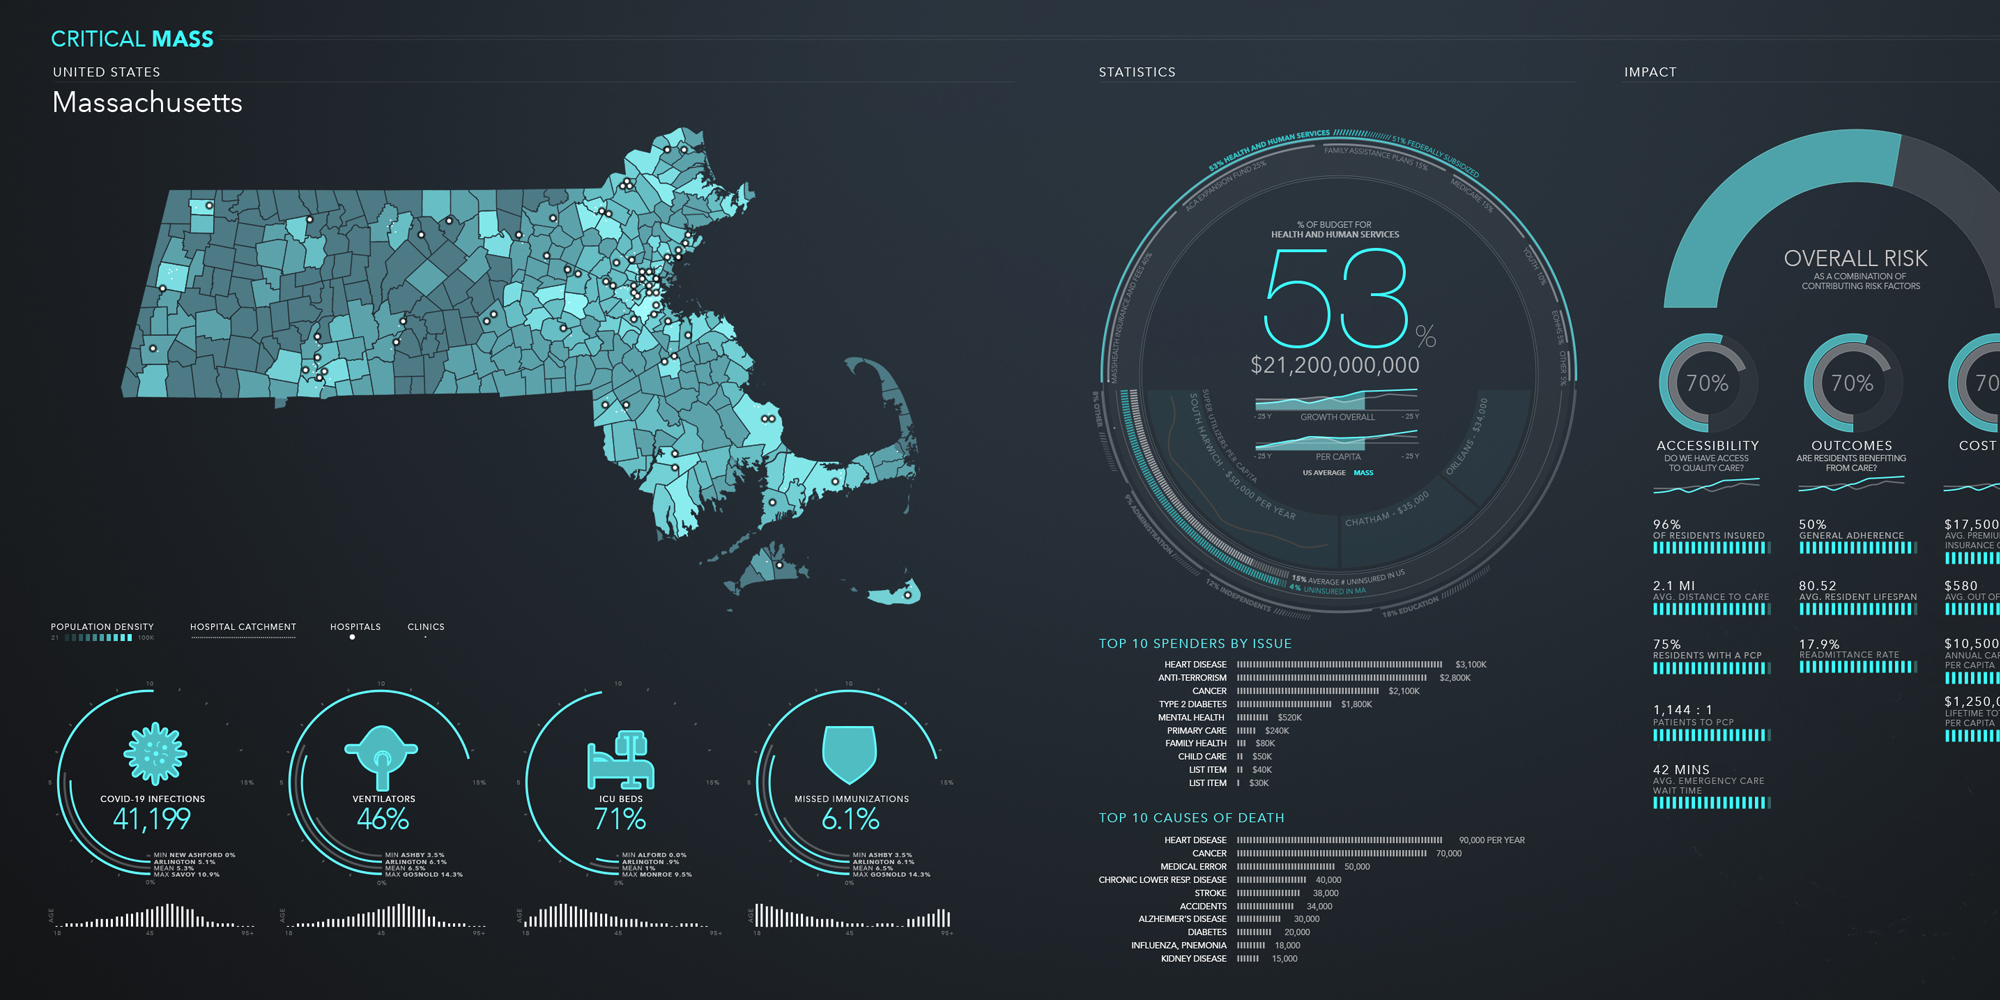 CRITICAL MASS
UNITED STATES
Massachusetts
POPULATION DENSITY
21
100K
HOSPITAL CATCHMENT
HOSPITALS
CLINICS
10
5
15%
COVID-19 INFECTIONS
41,199
MIN NEW ASHFORD 0%
ARLINGTON 5.1%
MEAN 5.3%
MAX SAVOY 10.9%
0%
AGE
18
45
95+
10
5
15%
VENTILATORS
46%
MIN ASHBY 3.5%
ARLINGTON 6.1%
MEAN 6.5%
MAX GOSNOLD 14.3%
0%
AGE
18
45
95+
10
5
15%
ICU BEDS
71%
MIN ALFORD 0.0%
ARLINGTON .9%
MEAN 1%
MAX MONROE 9.5%
0%
AGE
18
45
95+
10
5
15%
MISSED IMMUNIZATIONS
6.1%
MIN ASHBY 3.5%
ARLINGTON 6.1%
MEAN 6.5%
MAX GOSNOLD 14.3%
0%
AGE
18
45
95+
STATISTICS
53% HEALTH AND HUMAN SERVICES
51% FEDERALLY SUBSIDIZED
MASSHEALTH INSURANCE AND FEES 40%
ACA EXPANSION FUND 25%
FAMILY ASSISTANCE PLANS 15%
MEDICARE 15%
YOUTH 10%
EOHHS 5%
OTHER 5%
% OF BUDGET FOR
HEALTH AND HUMAN SERVICES
53%
$21,200,000,000
- 25 Y
GROWTH OVERALL
- 25 Y
- 25 Y
PER CAPITA
- 25 Y
US AVERAGE MASS
SUPER UTILIZERS PER CAPITA
SOUTH HARWICH - $50,000 PER YEAR
CHATHAM - $35,000
ORLEANS - $34,000
15% AVERAGE # UNINSURED IN US
4% UNINSURED IN MA
8% OTHER
9% ADMINISTRATION
12% INDEPENDENTS
18% EDUCATION
TOP 10 SPENDERS BY ISSUE
HEART DISEASE $3,100K
ANTI-TERRORISM $2,800K
CANCER $2,100K
TYPE 2 DIABETES $1,800K
MENTAL HEALTH $520K
PRIMARY CARE $240K
FAMILY HEALTH $80K
CHILD CARE $50K
LIST ITEM $40K
LIST ITEM $30K
TOP 10 CAUSES OF DEATH
HEART DISEASE 90,000 PER YEAR
CANCER 70,000
MEDICAL ERROR 50,000
CHRONIC LOWER RESP. DISEASE 40,000
STROKE 38,000
ACCIDENTS 34,000
ALZHEIMER'S DISEASE 30,000
DIABETES 20,000
INFLUENZA, PNEMONIA 18,000
KIDNEY DISEASE 15,000
IMPACT
OVERALL RISK
AS A COMBINATION OF
CONTRIBUTING RISK FACTORS
70%
ACCESSIBILITY
DO WE HAVE ACCESS
TO QUALITY CARE?
96%
OF RESIDENTS INSURED
2.1 MI
AVG. DISTANCE TO CARE
75%
RESIDENTS WITH A PCP
1,144 : 1
PATIENTS TO PCP
42 MINS
AVG. EMERGENCY CARE
WAIT TIME
70%
OUTCOMES
ARE RESIDENTS BENEFITING
FROM CARE?
50%
GENERAL ADHERENCE
80.52
AVG. RESIDENT LIFESPAN
17.9%
READMITTANCE RATE
70
COST
$17,500
AVG. PREMIU
INSURANCE C
$580
AVG. OUT OF
$10,500
ANNUAL CAR
PER CAPITA
$1,250,0
LIFETIME TOT
PER CAPITA